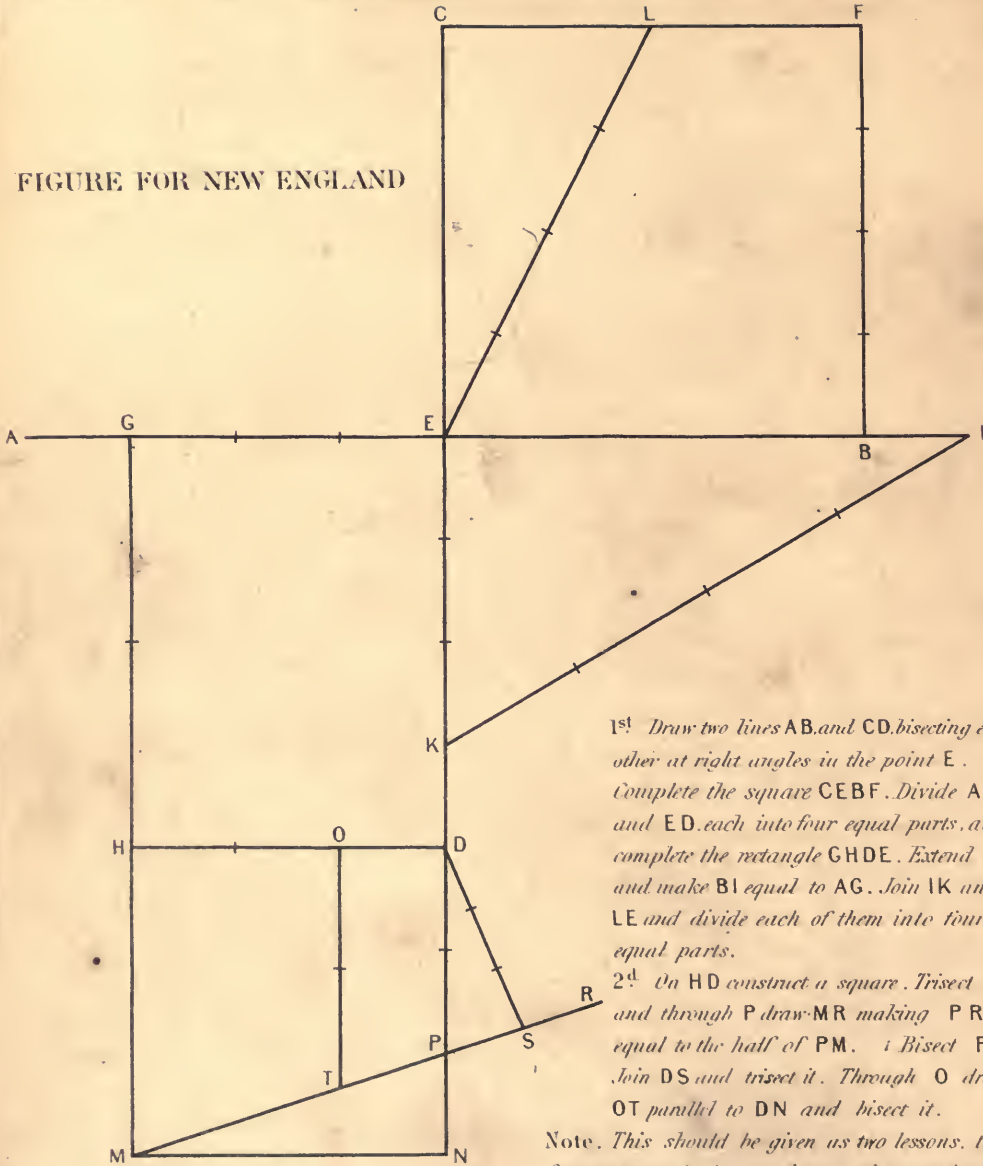 C L F
FIGURE FOR NEW ENGLAND
A G E B
K
H O D
R
P S
T
M N
1st Draw two lines AB. and CD. bisecting
other at right angles in the point E.
Complete the square CEBF. Divide A
and ED. each into four equal parts. a
complete the rectangle GHDE. Extend
and make BI equal to AG. Join IK an
LE and divide each of them into four
equal parts.
2d On HD construct a square. Trisect
and through P draw MR making PR
equal to the half of PM. Bisect
Join DS and trisect it. Through O dr
OT parallel to DN and bisect it.
Note. This should be given as two lessons.